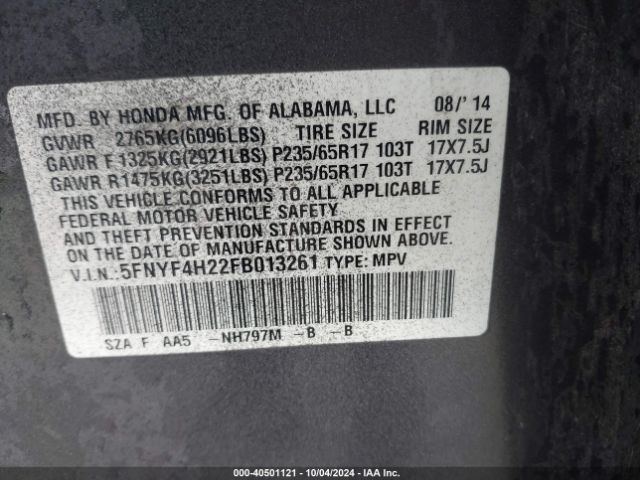 MFD. BY HONDA MFG. OF ALABAMA, LLC 08/'14
GVWR 2765KG(6096LBS) TIRE SIZE RIM SIZE
GAWR F1325KG(2921LBS) P235/65R17 103T 17X7.5J
GAWR R1475KG(3251LBS) P235/65R17 103T 17X7.5J
THIS VEHICLE CONFORMS TO ALL APPLICABLE
FEDERAL MOTOR VEHICLE SAFETY
AND THEFT PREVENTION STANDARDS IN EFFECT
ON THE DATE OF MANUFACTURE SHOWN ABOVE.
V.I.N.:5FNYF4H22FB013261 TYPE: MPV
SZA F AA5 -NH797M -B -B
000-40501121 - 10/04/2024 - IAA Inc.